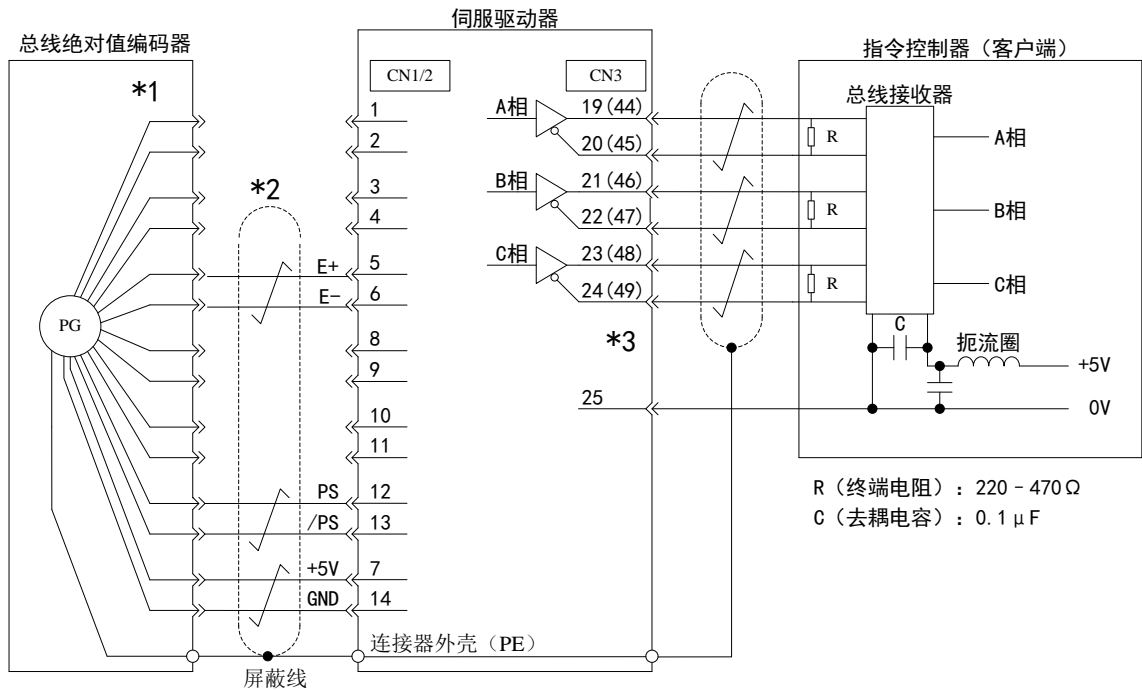 伺服驱动器
总线绝对值编码器
指令控制器（客户端）
CN1/2
CN3
*1
总线接收器
1
A相
19(44)
R
A相
2
20(45)
*2
3
B相
21(46)
R
B相
4
22(47)
E+
5
C相
23(48)
R
C相
E-
6
24(49)
PG
*3
C
8
扼流圈
9
+5V
25
0V
10
11
PS
12
R（终端电阻）：220－470Ω
/PS
13
C（去耦电容）：0.1μF
+5V
7
GND
14
连接器外壳（PE）
屏蔽线